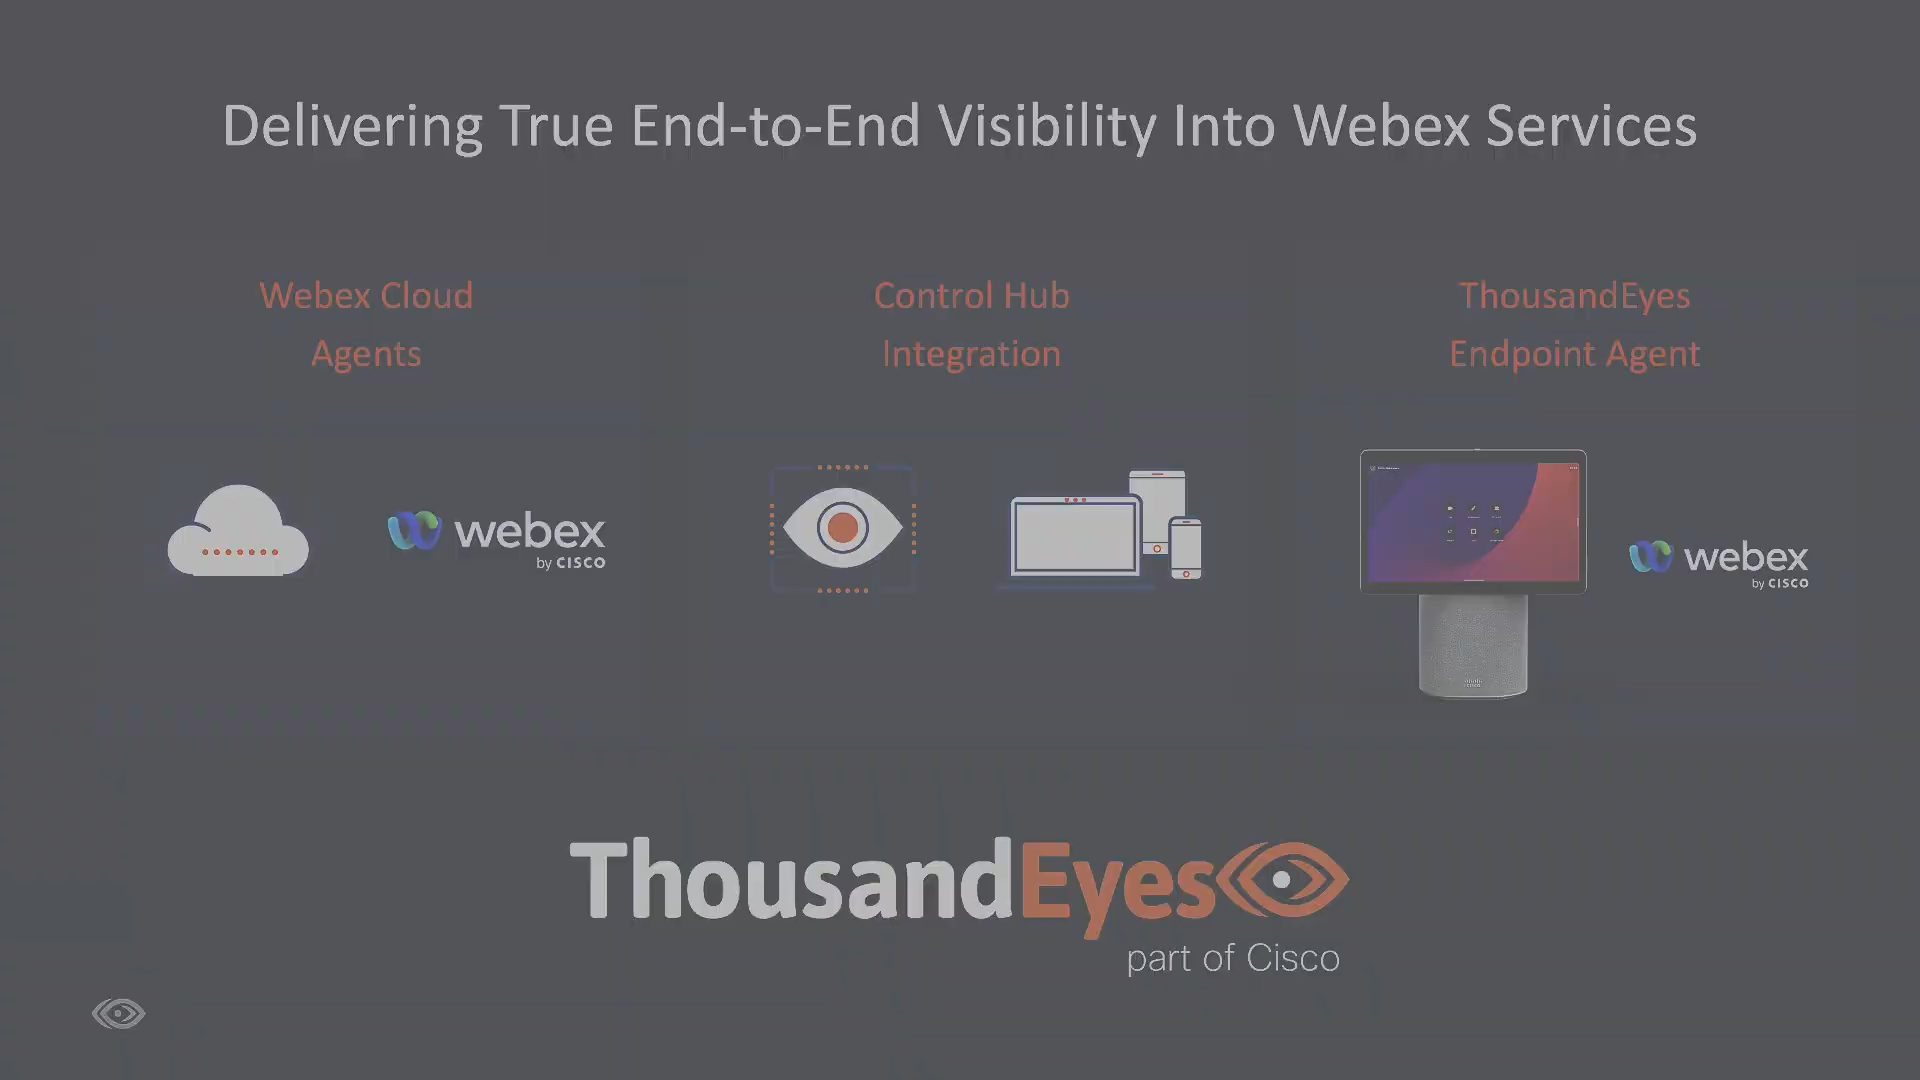 Delivering True End-to-End Visibility Into Webex Services
Webex Cloud
Agents
Control Hub
Integration
ThousandEyes
Endpoint Agent
webex
by CISCO
webex
by CISCO
ThousandEyes
part of Cisco